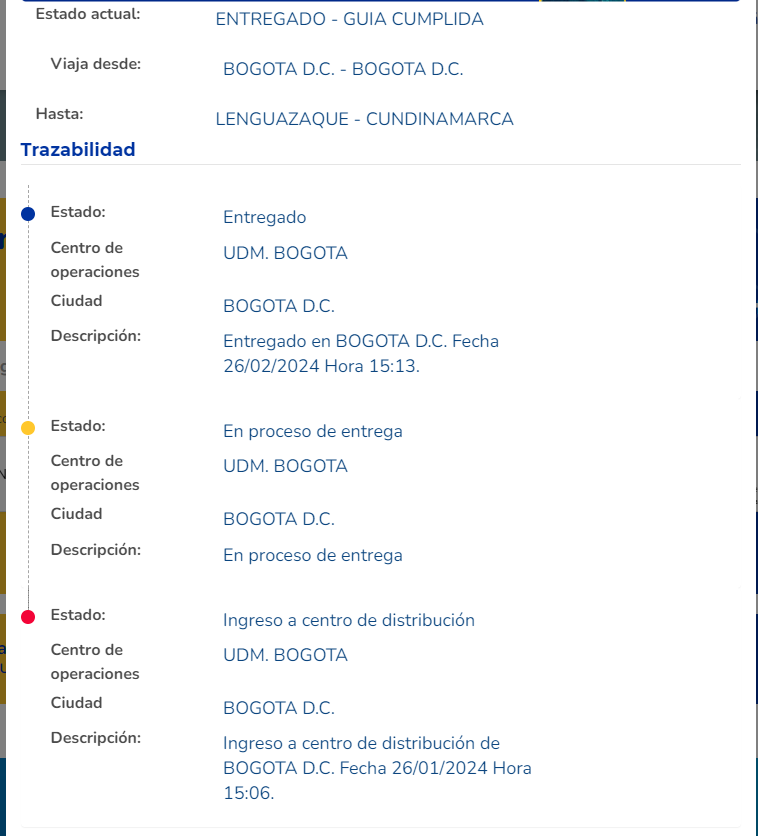 Estado actual:
ENTREGADO - GUIA CUMPLIDA
Viaja desde:
BOGOTA D.C. - BOGOTA D.C.
Hasta:
LENGUAZAQUE - CUNDINAMARCA
Trazabilidad
Estado:
Entregado
Centro de
operaciones
UDM. BOGOTA
Ciudad
BOGOTA D.C.
Descripción:
Entregado en BOGOTA D.C. Fecha
26/02/2024 Hora 15:13.
Estado:
En proceso de entrega
Centro de
operaciones
UDM. BOGOTA
Ciudad
BOGOTA D.C.
Descripción:
En proceso de entrega
Estado:
Ingreso a centro de distribución
Centro de
operaciones
UDM. BOGOTA
Ciudad
BOGOTA D.C.
Descripción:
Ingreso a centro de distribución de
BOGOTA D.C. Fecha 26/01/2024 Hora
15:06.